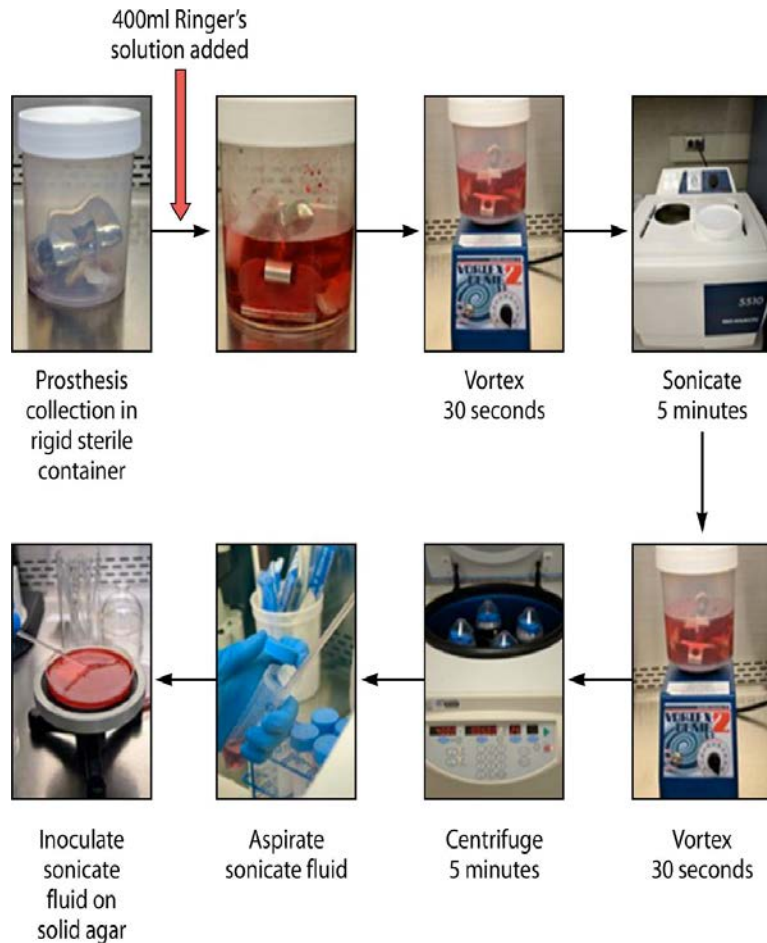 400ml Ringer's
solution added
VORTEX
GENIE
2
5510
Prosthesis
collection in
rigid sterile
container
Vortex
30 seconds
Sonicate
5 minutes
VORTEX
GENIE
2
Inoculate
sonicate
fluid on
solid agar
Aspirate
sonicate fluid
Centrifuge
5 minutes
Vortex
30 seconds